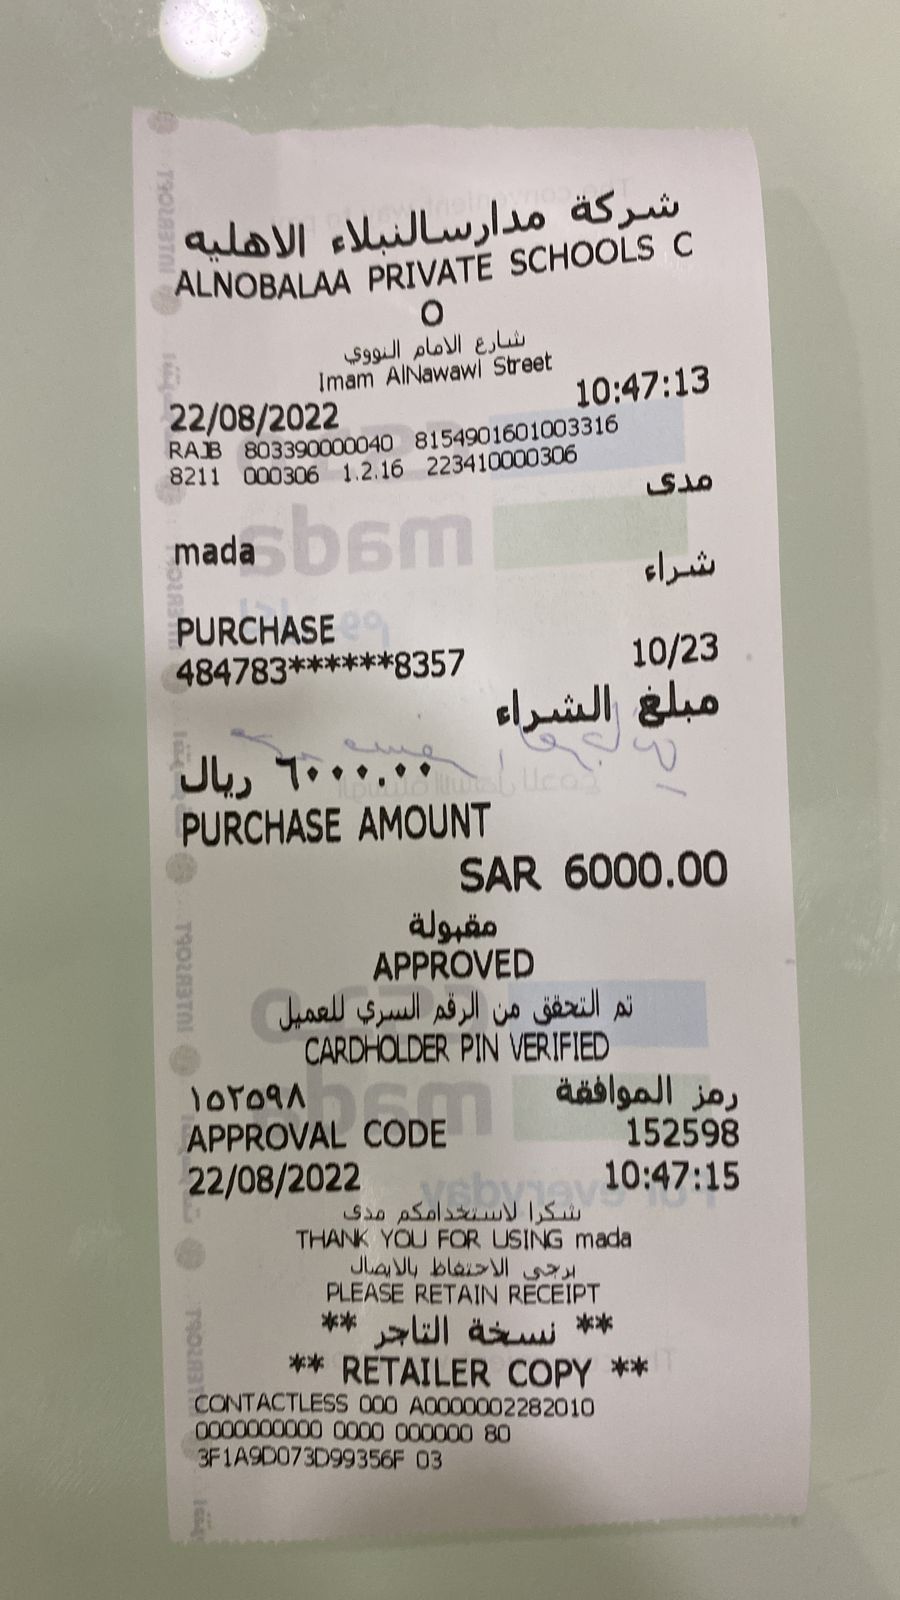 شركة مدارسالنبلاء الاهليه
ALNOBALAA PRIVATE SCHOOLS C
O
شارع الامام النووي
Imam AlNawawi Street
22/08/2022 10:47:13
RAJB 803390000040 8154901601003316
8211 000306 1.2.16 223410000306
مدى
mada
شراء
PURCHASE
484783******8357 10/23
مبلغ الشراء
٦٠٠٠.٠٠ ريال
PURCHASE AMOUNT
SAR 6000.00
مقبولة
APPROVED
تم التحقق من الرقم السري للعميل
CARDHOLDER PIN VERIFIED
رمز الموافقة ١٥٢٥٩٨
APPROVAL CODE 152598
22/08/2022 10:47:15
شكرا لاستخدامكم مدى
THANK YOU FOR USING mada
يرجى الاحتفاظ بالايصال
PLEASE RETAIN RECEIPT
** نسخة التاجر **
** RETAILER COPY **
CONTACTLESS 000 A0000002282010
0000000000 0000 000000 80
3F1A9D073D99356F 03